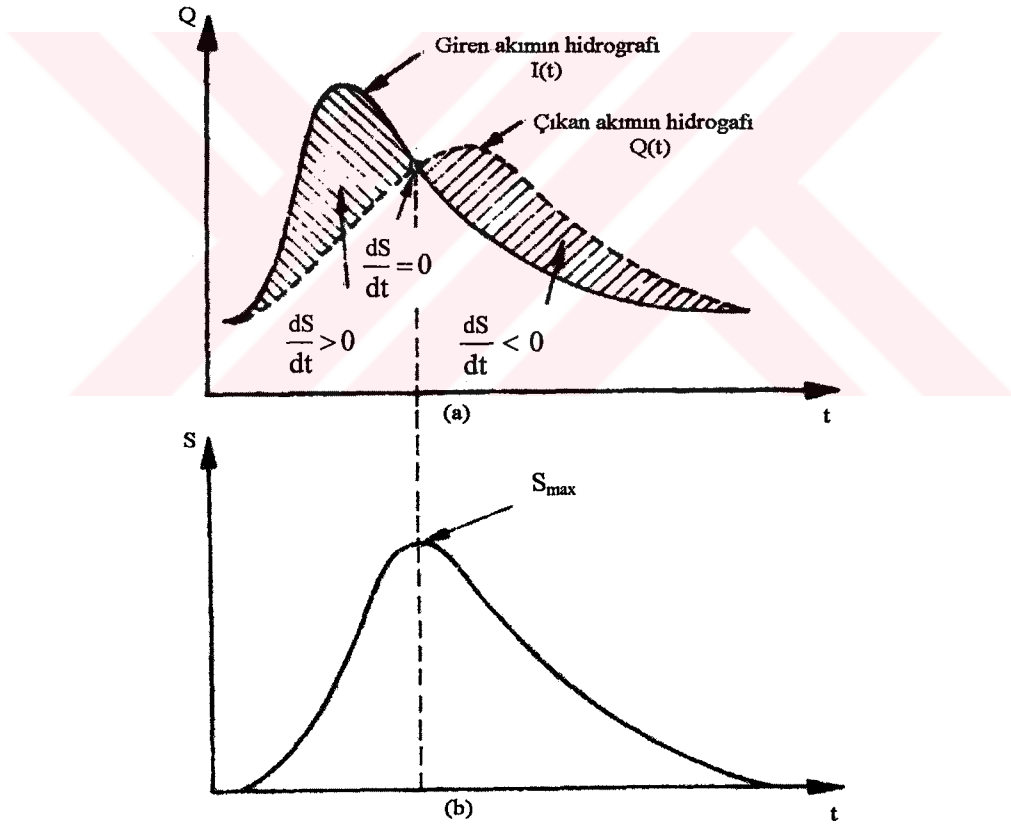 Q
Giren akımın hidrografı
I(t)
Çıkan akımın hidrogafı
Q(t)
dS/dt = 0
dS/dt > 0
dS/dt < 0
(a)
t
S
S_max
(b)
t